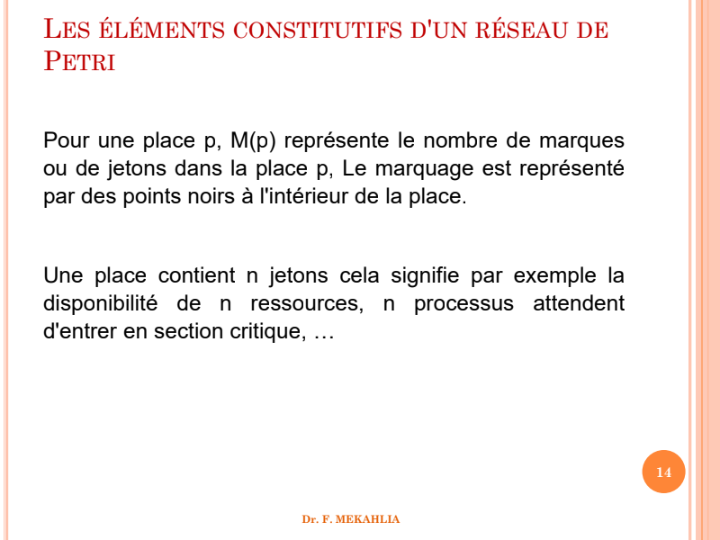 Les éléments constitutifs d'un réseau de
Petri
Pour une place p, M(p) représente le nombre de marques
ou de jetons dans la place p, Le marquage est représenté
par des points noirs à l'intérieur de la place.
Une place contient n jetons cela signifie par exemple la
disponibilité de n ressources, n processus attendent
d'entrer en section critique, …
14
Dr. F. MEKAHLIA